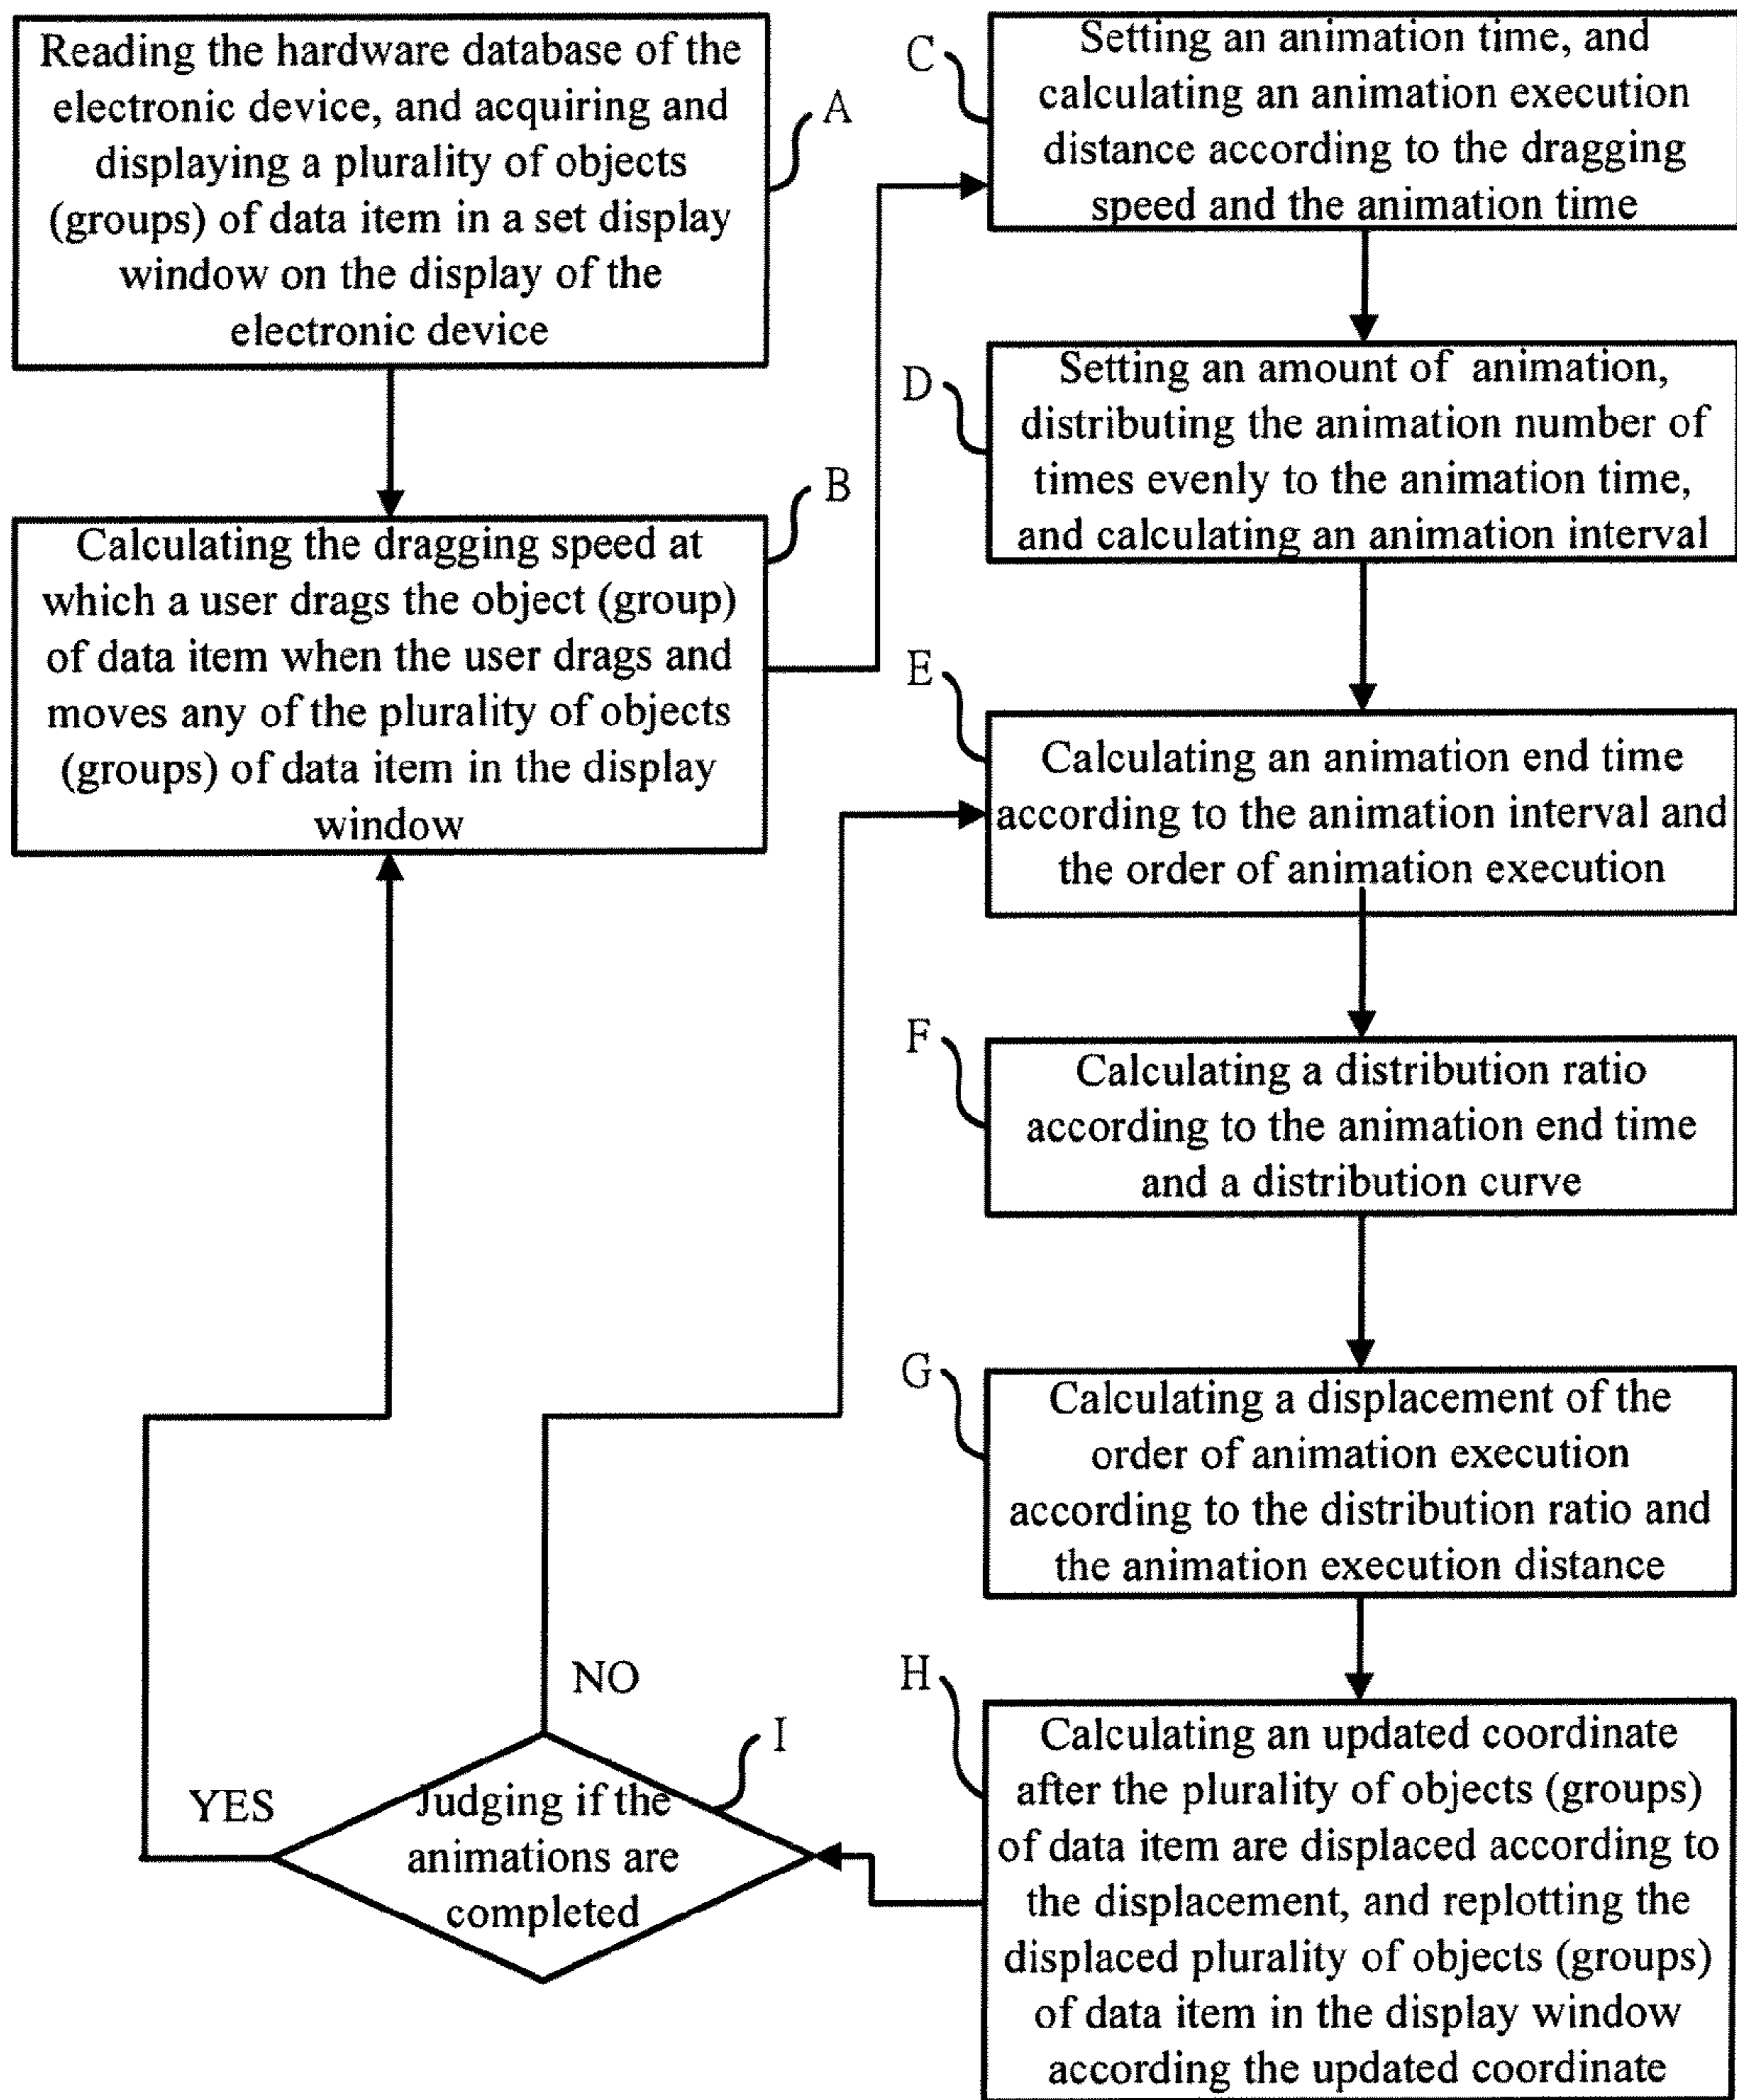 Reading the hardware database of the
electronic device, and acquiring and
displaying a plurality of objects
(groups) of data item in a set display
window on the display of the
electronic device
A
Calculating the dragging speed at
which a user drags the object (group)
of data item when the user drags and
moves any of the plurality of objects
(groups) of data item in the display
window
B
C
Setting an animation time, and
calculating an animation execution
distance according to the dragging
speed and the animation time
D
Setting an amount of animation,
distributing the animation number of
times evenly to the animation time,
and calculating an animation interval
E
Calculating an animation end time
according to the animation interval and
the order of animation execution
F
Calculating a distribution ratio
according to the animation end time
and a distribution curve
G
Calculating a displacement of the
order of animation execution
according to the distribution ratio and
the animation execution distance
H
Calculating an updated coordinate
after the plurality of objects (groups)
of data item are displaced according to
the displacement, and replotting the
displaced plurality of objects (groups)
of data item in the display window
according the updated coordinate
I
Judging if the
animations are
completed
NO
YES